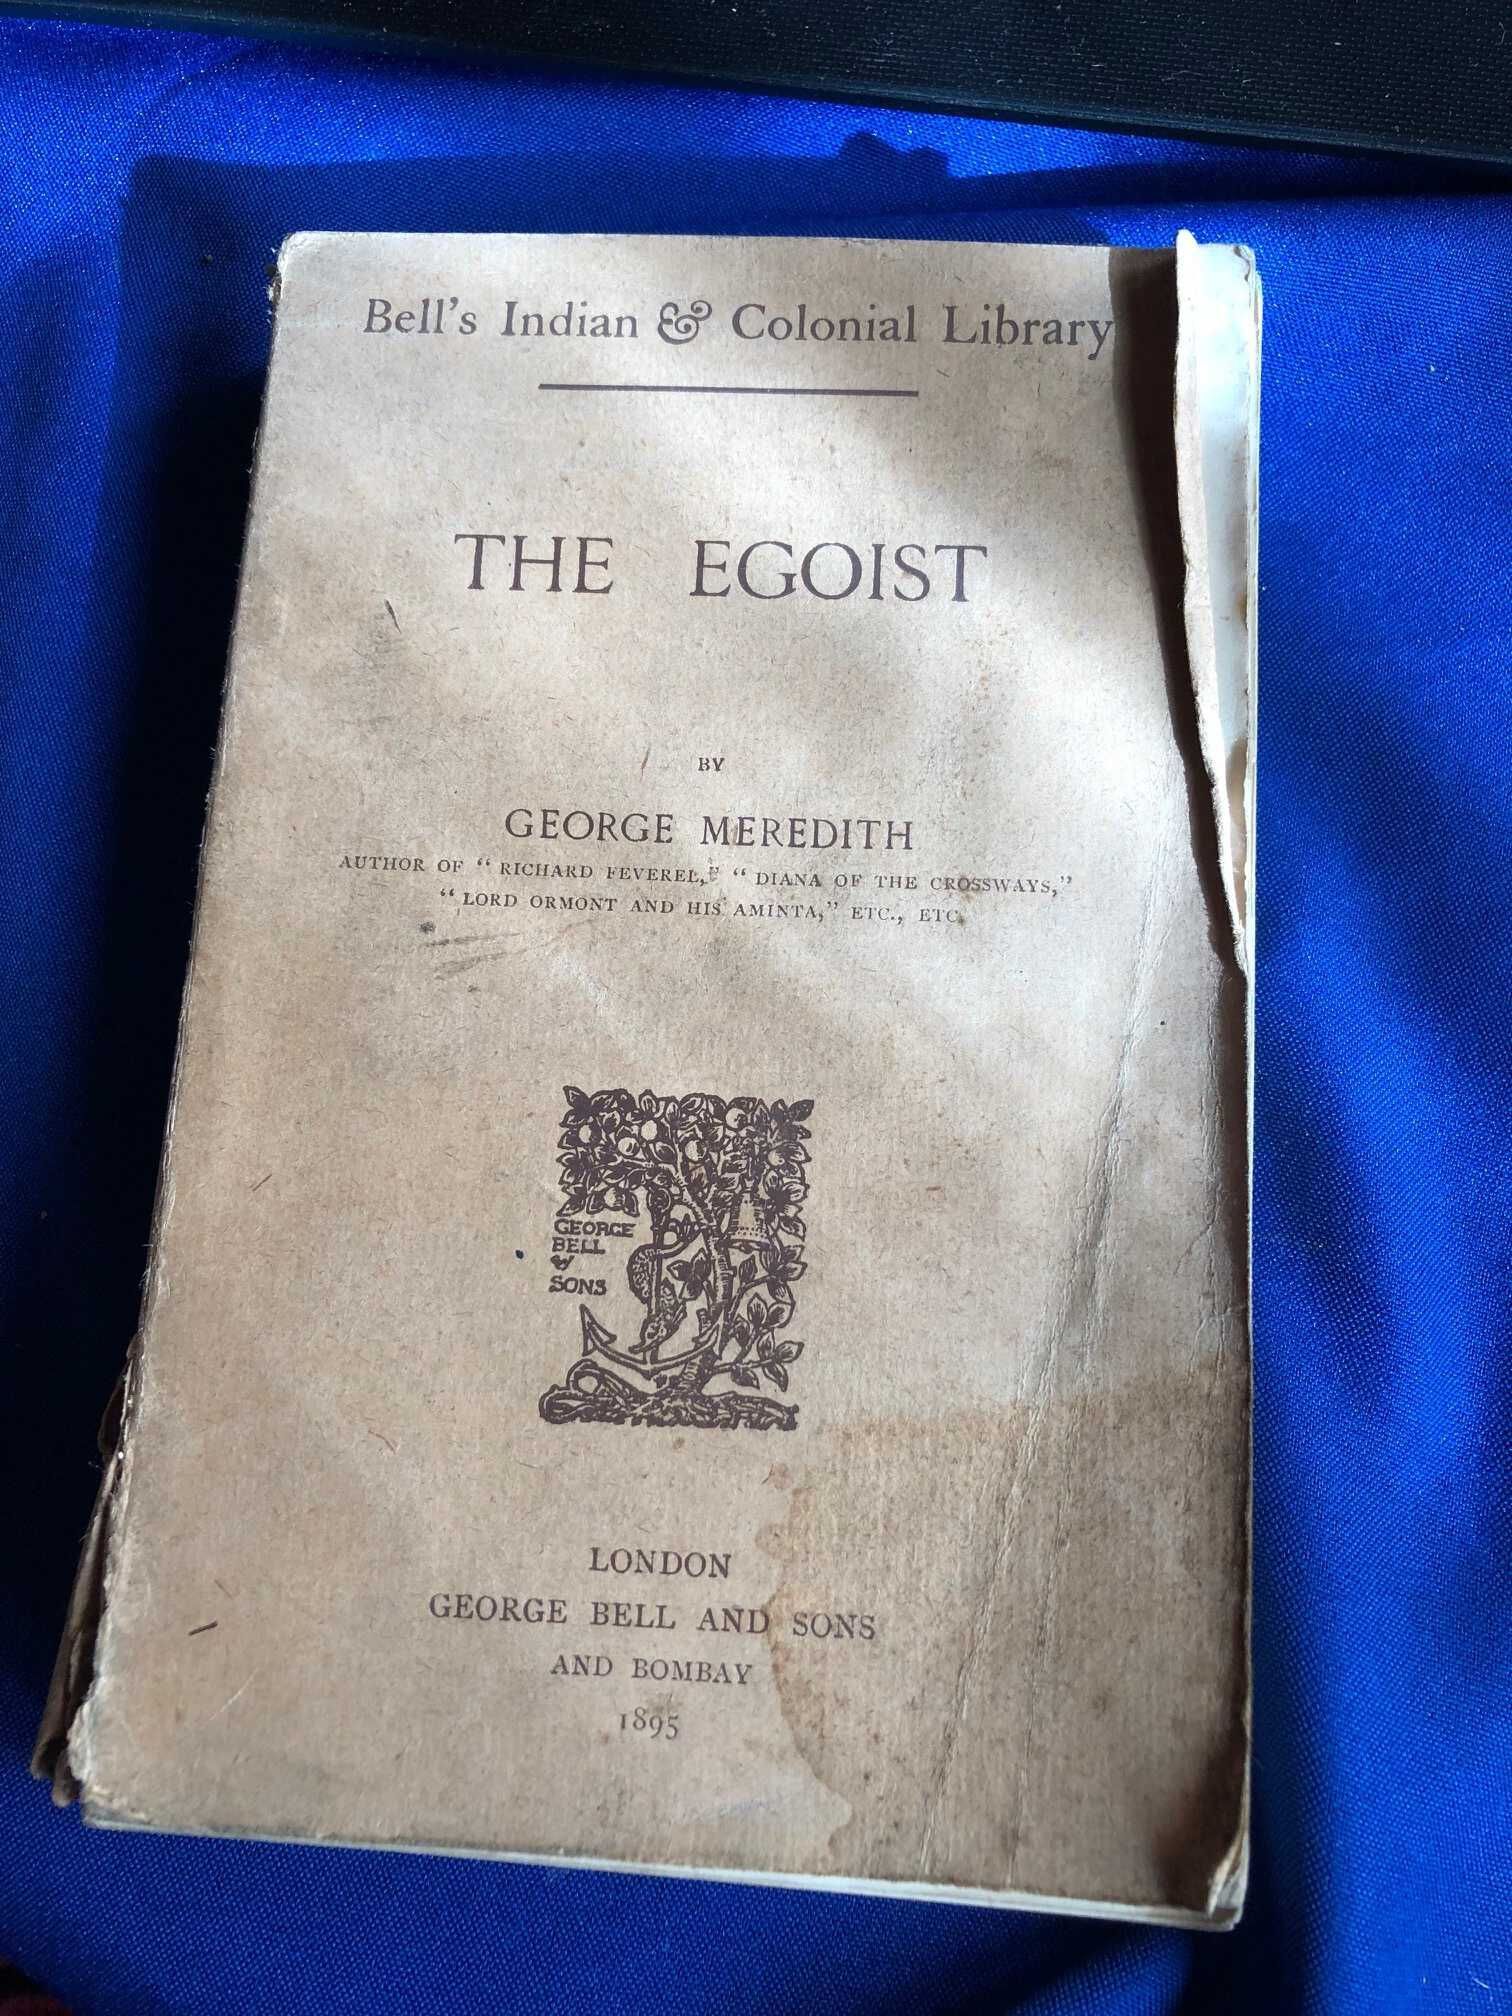 Bell's Indian & Colonial Library
THE EGOIST
BY
GEORGE MEREDITH
AUTHOR OF "RICHARD FEVEREL," "DIANA OF THE CROSSWAYS,"
"LORD ORMONT AND HIS AMINTA," ETC., ETC.
GEORGE
BELL
&
SONS
LONDON
GEORGE BELL AND SONS
AND BOMBAY
1895